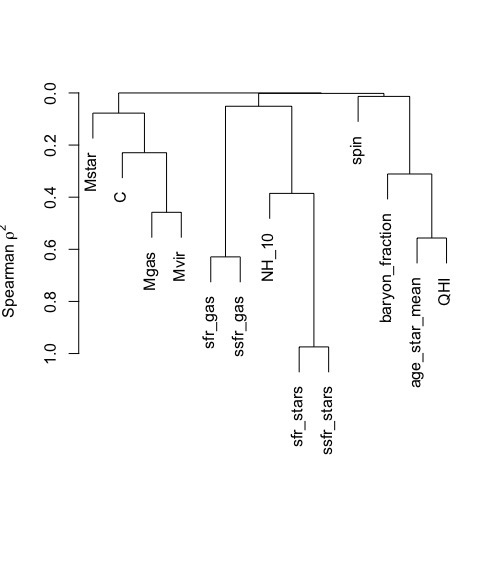 Spearman ρ²
0.0
0.2
0.4
0.6
0.8
1.0
Mstar
C
Mgas
Mvir
sfr_gas
ssfr_gas
NH_10
sfr_stars
ssfr_stars
spin
baryon_fraction
age_star_mean
QHI